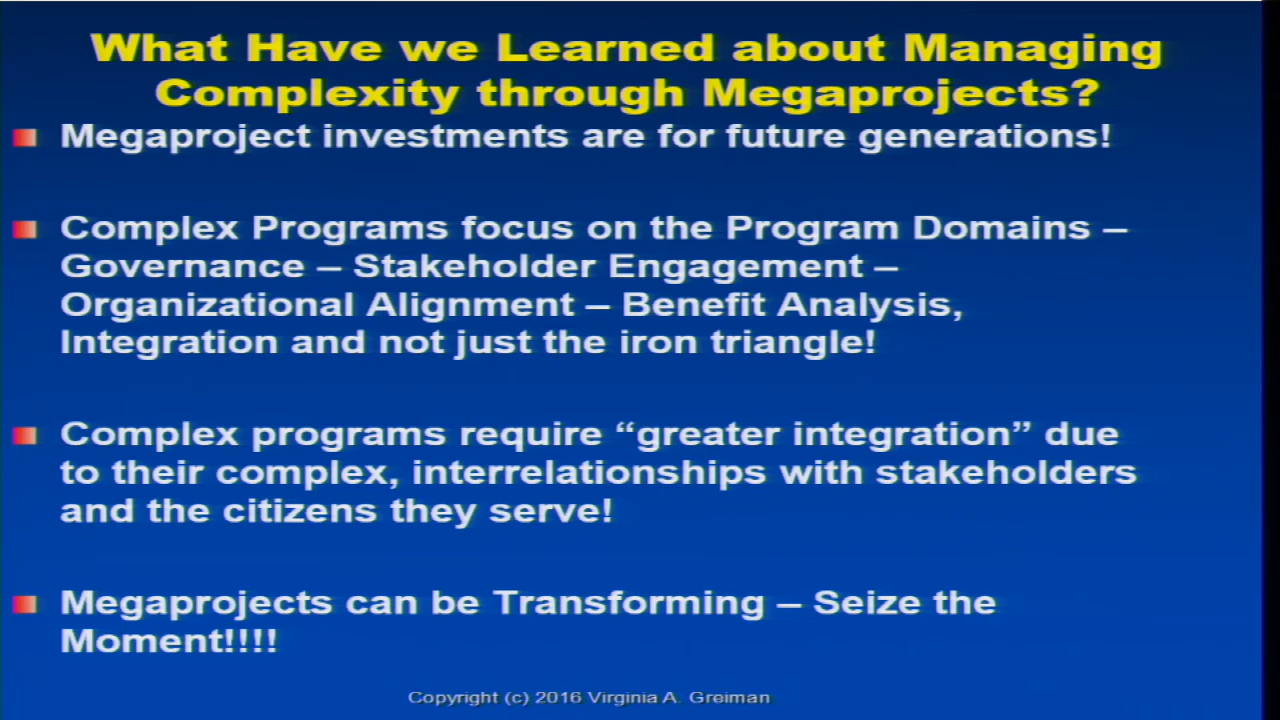 What Have we Learned about Managing
Complexity through Megaprojects?
Megaproject investments are for future generations!
Complex Programs focus on the Program Domains –
Governance – Stakeholder Engagement –
Organizational Alignment – Benefit Analysis,
Integration and not just the iron triangle!
Complex programs require “greater integration” due
to their complex, interrelationships with stakeholders
and the citizens they serve!
Megaprojects can be Transforming – Seize the
Moment!!!!
Copyright (c) 2016 Virginia A. Greiman